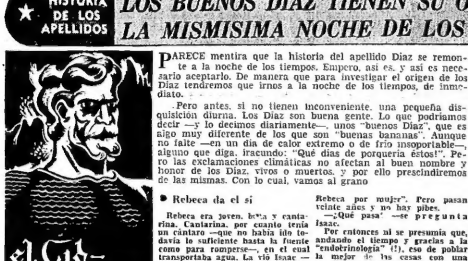 HISTORIA
DE LOS
APELLIDOS
LOS BUENOS DIAZ TIENEN SU O
LA MISMISIMA NOCHE DE LOS
PARECE mentira que la historia del apellido Diaz se remon-
te a la noche de los tiempos. Empero, así es, y así es nece-
sario aceptarlo. De manera que para investigar el origen de los
Diaz tendremos que irnos a la noche de los tiempos, de inme-
diato.
Pero antes, si no tienen inconveniente, una pequeña dis-
quisición diurna. Los Diaz son buena gente. Lo que podríamos
decir —y lo decimos diariamente—, unos "buenos Diaz", que es
algo muy diferente de los que son "buenas bananas". Aunque
no falte —en un día de calor extremo o de frío insoportable—,
alguno que diga, iracundo: "Qué días de porquería éstos!". Pe-
ro las exclamaciones climáticas no afectan al buen nombre y
honor de los Diaz, vivos o muertos, y por ello prescindiremos
de las mismas. Con lo cual, vamos al grano
• Rebeca da el sí
Rebeca era joven, bella y canta-
rina. Cantarina, por cuanto tenía
un cántaro —que no había ido to-
davía lo suficiente hasta la fuente
como para romperse—, en el cual
transportaba agua. La vió Isaac —
Rebeca por mujer". Pero pasan
veinte años y no hay pibes.
—¿Qué pasa? —se pregunta
Isaac.
Por entonces ni se presumía que,
andando el tiempo y gracias a la
"endocrinología" (!), eso de poblar
la mejor de las casas con una
el Cid